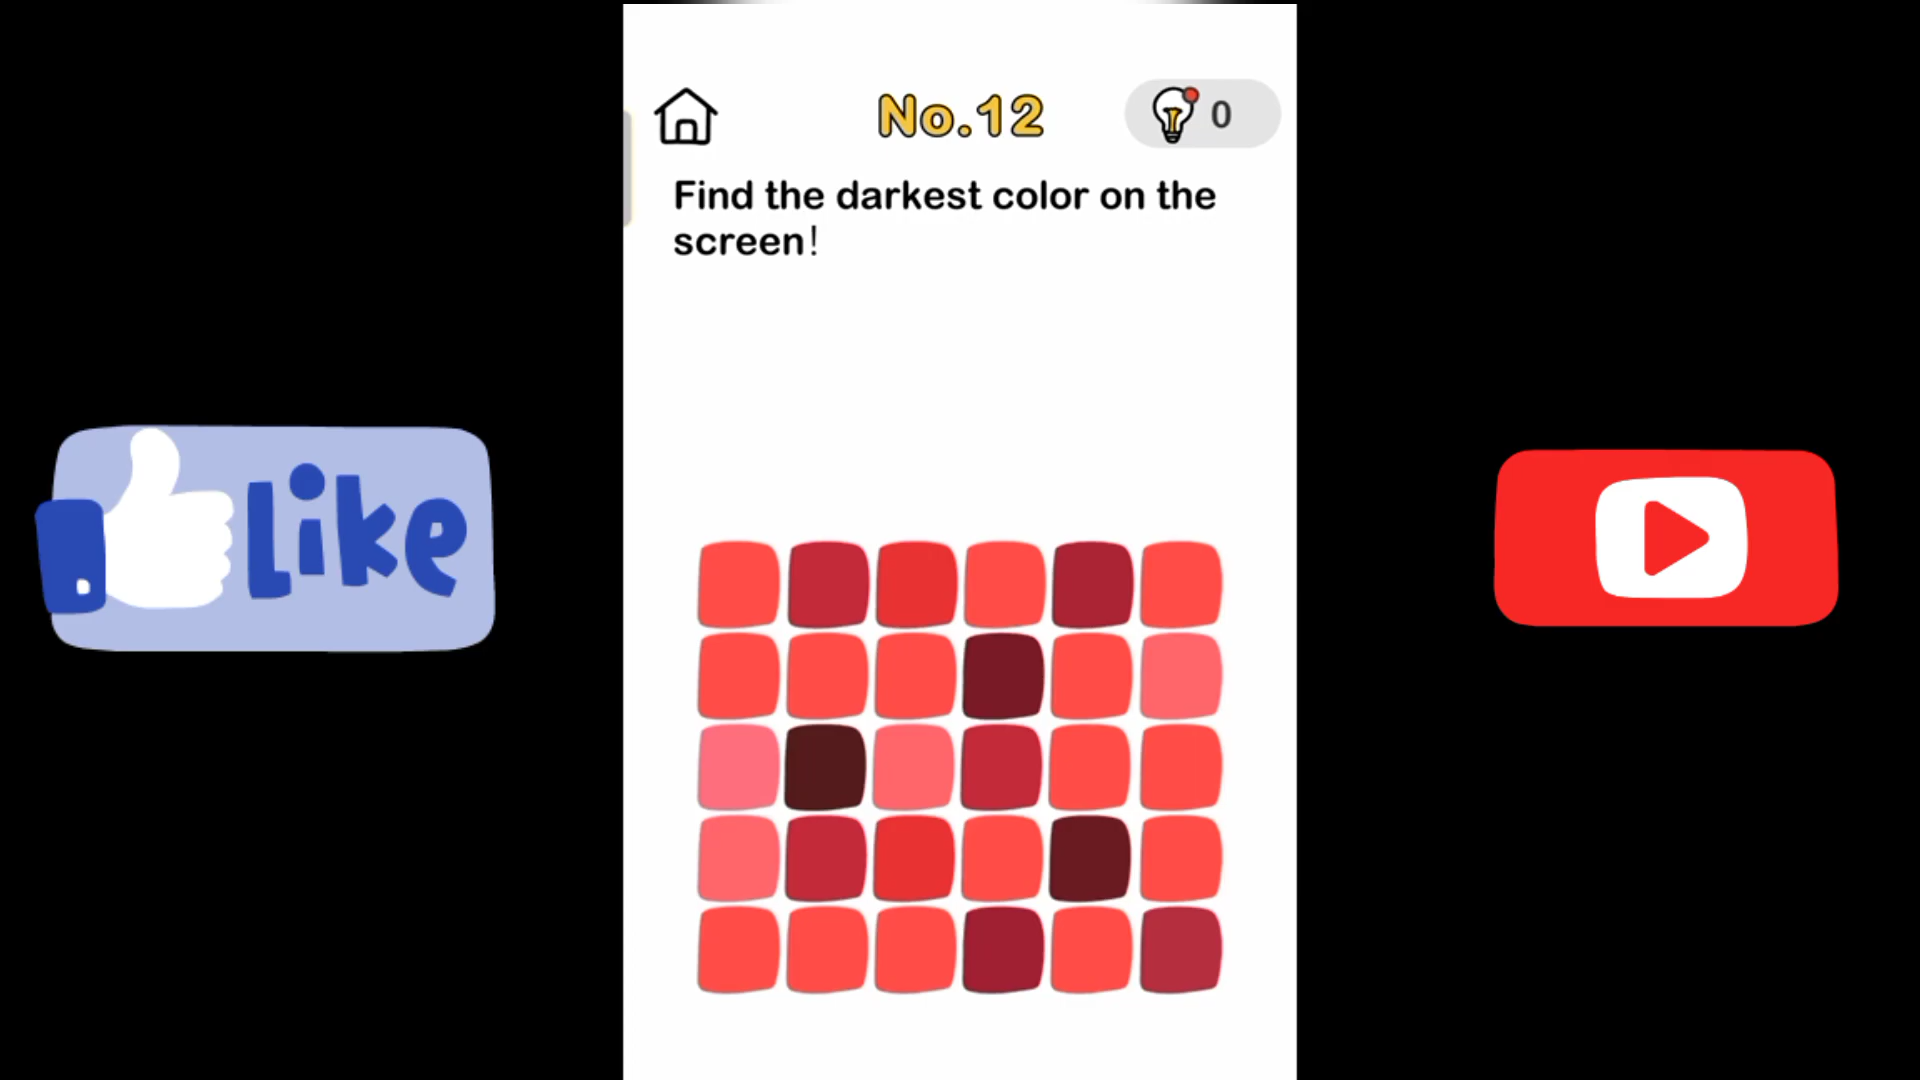 No.12
0
Find the darkest color on the
screen!
Like